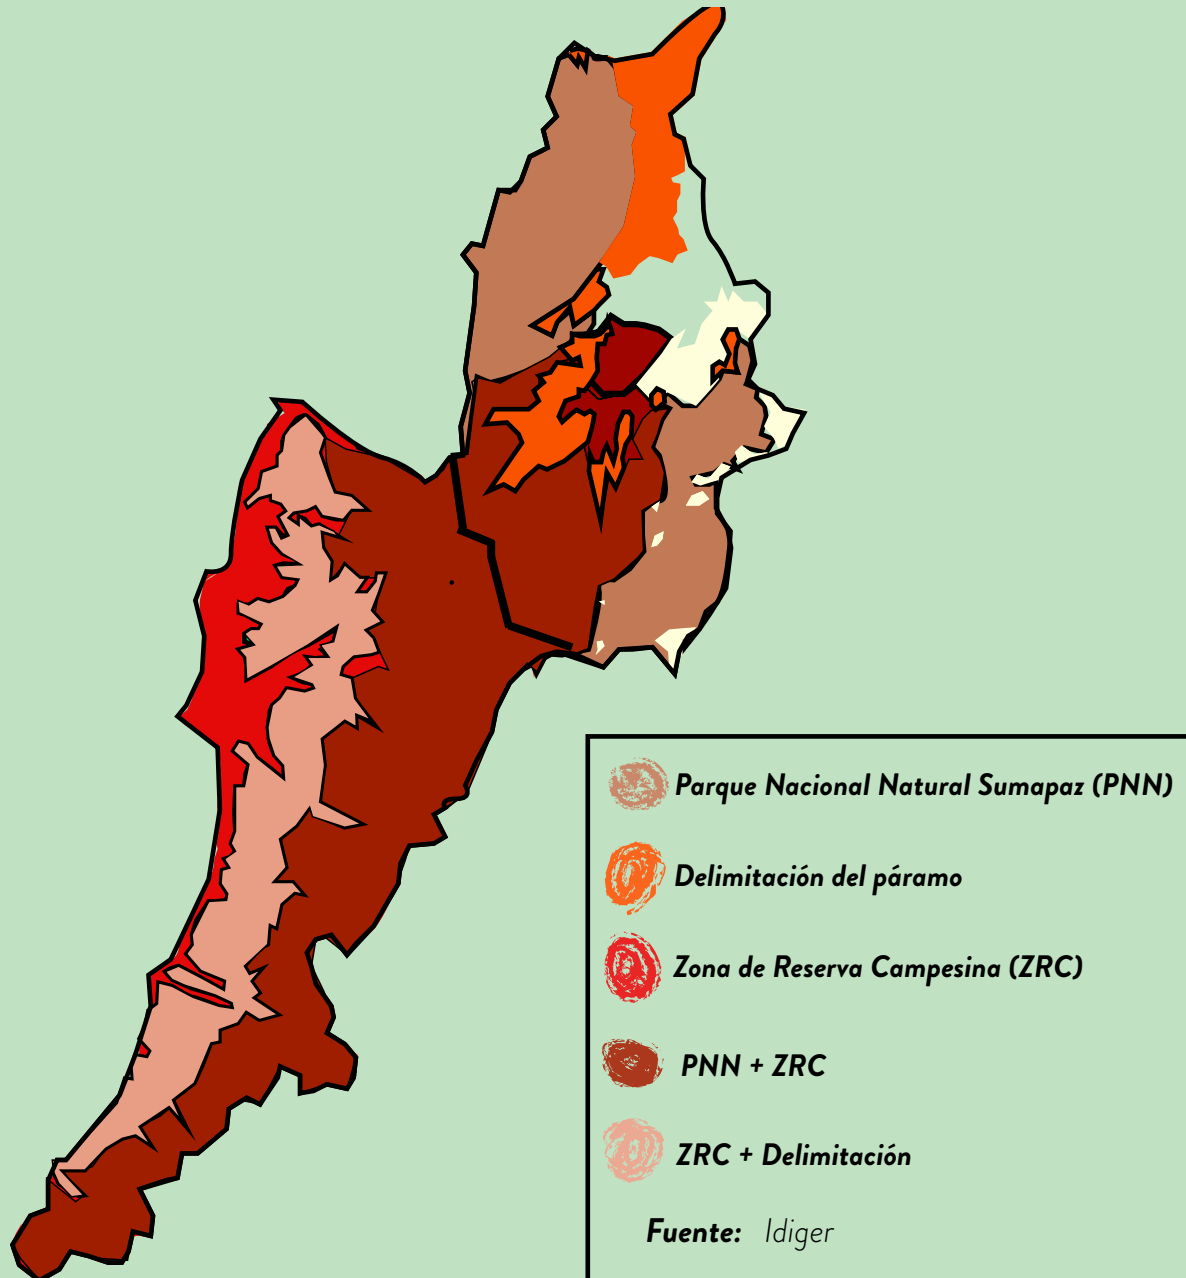 Parque Nacional Natural Sumapaz (PNN)
Delimitación del páramo
Zona de Reserva Campesina (ZRC)
PNN + ZRC
ZRC + Delimitación
Fuente: Idiger